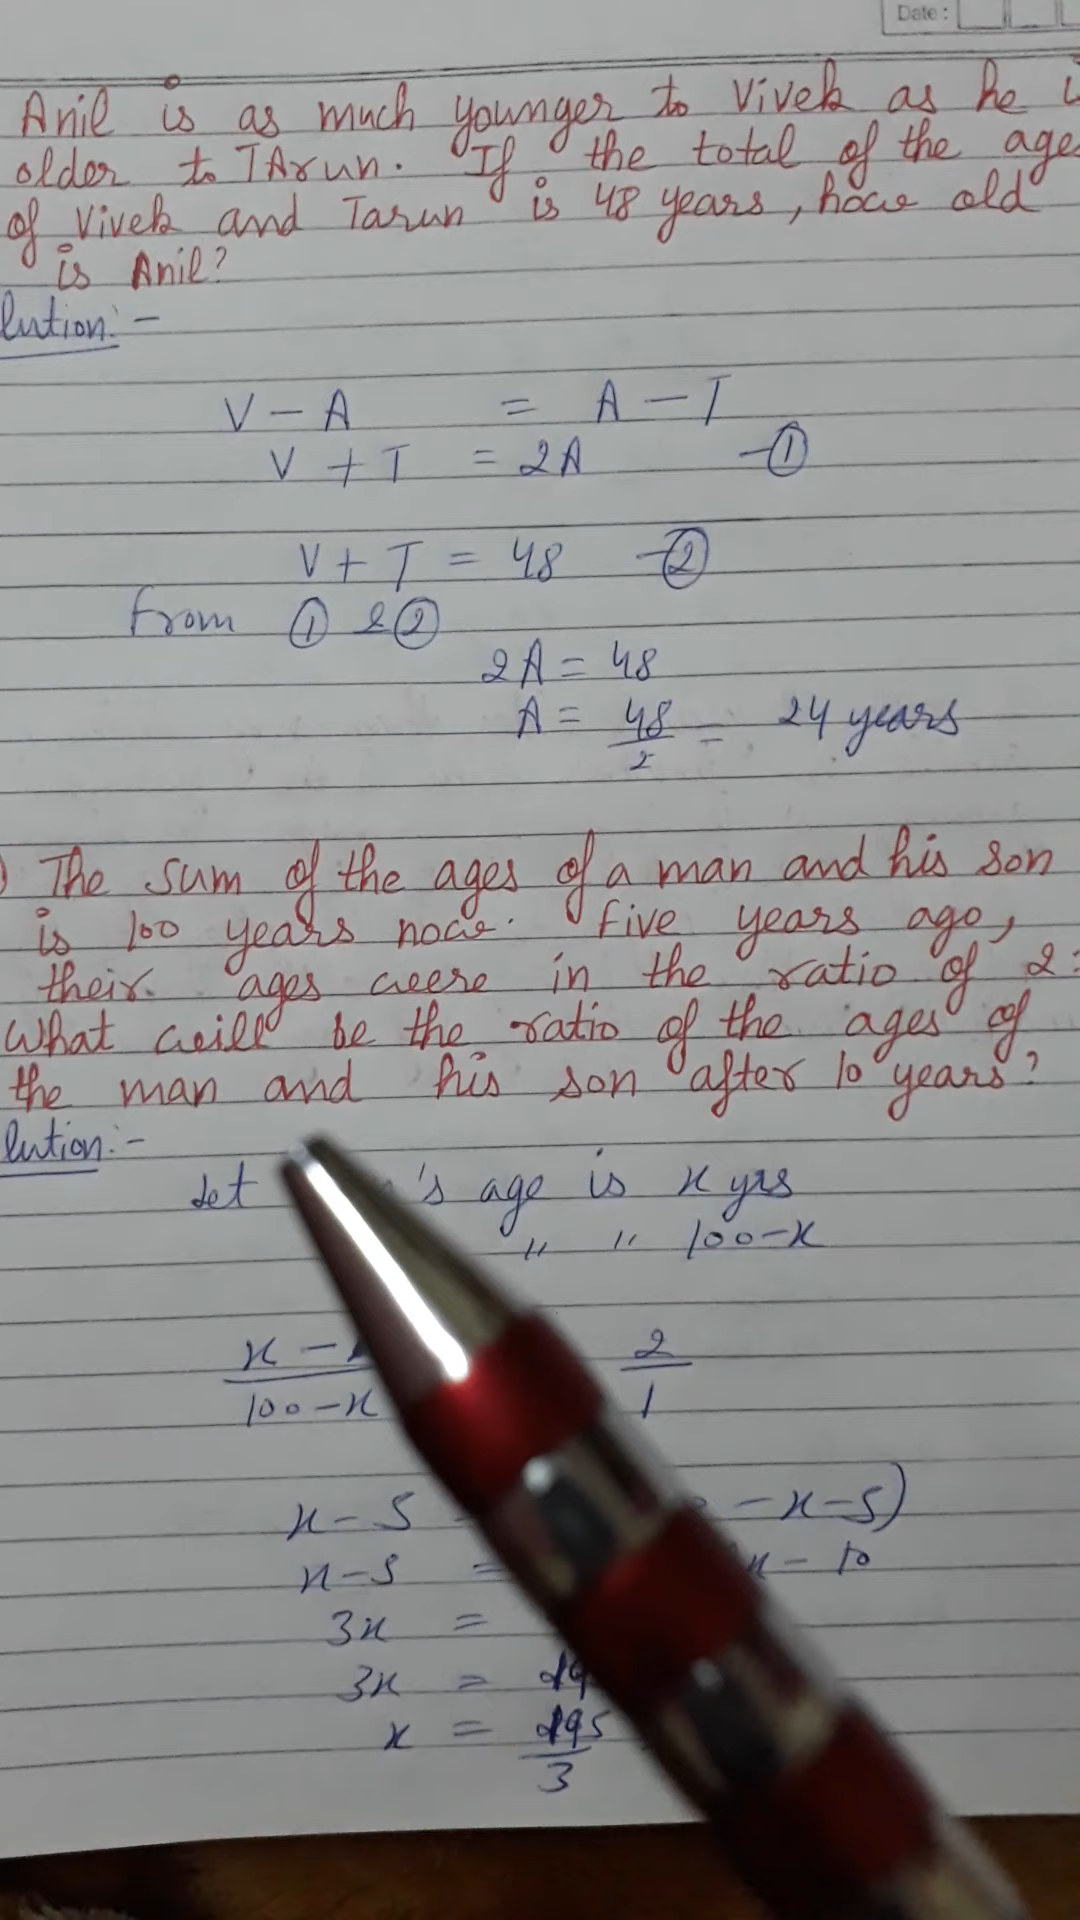 Date :
Anil is as much younger to Vivek as he
older to TArun. If the total of the age
of Vivek and Tarun is 48 years, how old
is Anil?
lution:-
V - A = A - T
V + T = 2A -①
V + T = 48 -②
From ① & ②
2A = 48
A = 48/2 = 24 years
The sum of the ages of a man and his son
is 100 years now. Five years ago,
their ages were in the ratio of 2:
What will be the ratio of the ages of
the man and his son after 10 years?
lution:-
Let 's age is x yrs
" " 100-x
x - 2
100-x 1
x - 5 - x - 5)
x - 5 = x - 10
3x =
3x =
x = 295/3